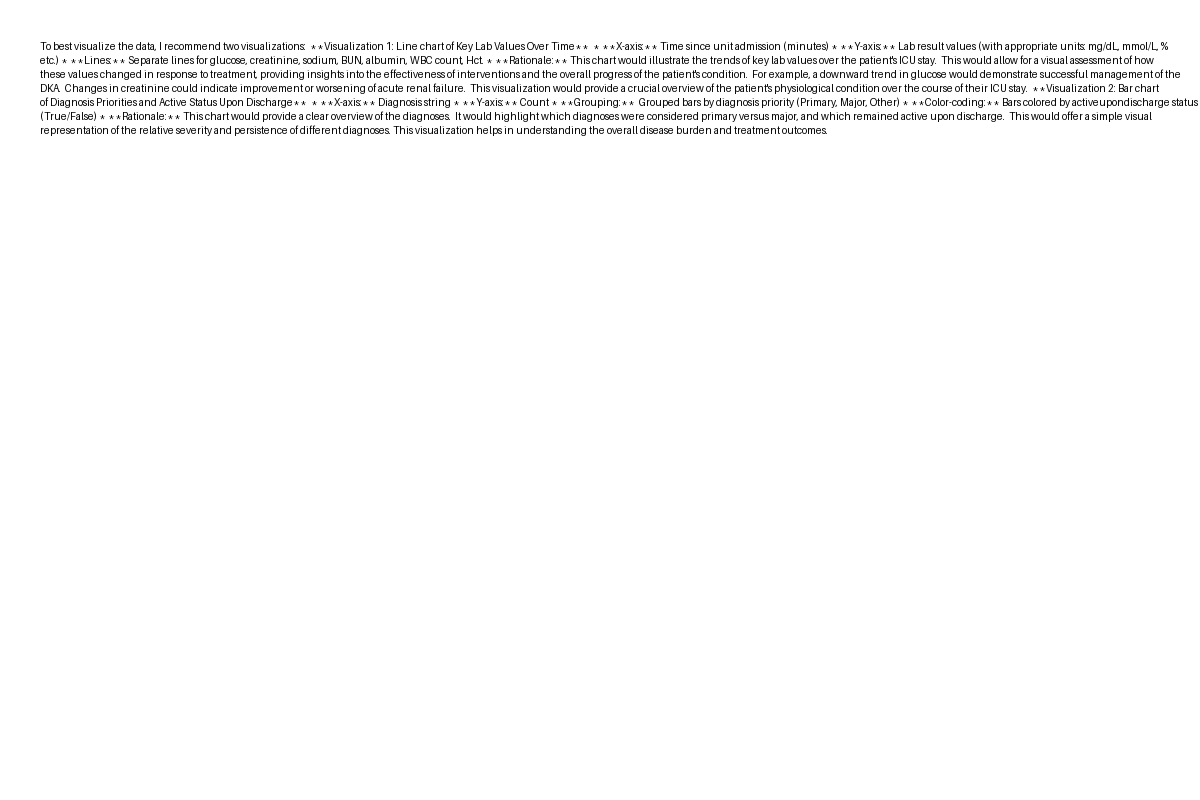 To best visualize the data, I recommend two visualizations:  **Visualization 1: Line chart of Key Lab Values Over Time**  * **X-axis:** Time since unit admission (minutes) * **Y-axis:** Lab result values (with appropriate units: mg/dL, mmol/L, %
etc.) * **Lines:** Separate lines for glucose, creatinine, sodium, BUN, albumin, WBC count, Hct. * **Rationale:** This chart would illustrate the trends of key lab values over the patient's ICU stay.  This would allow for a visual assessment of how
these values changed in response to treatment, providing insights into the effectiveness of interventions and the overall progress of the patient's condition.  For example, a downward trend in glucose would demonstrate successful management of the
DKA.  Changes in creatinine could indicate improvement or worsening of acute renal failure.  This visualization would provide a crucial overview of the patient's physiological condition over the course of their ICU stay.  **Visualization 2: Bar chart
of Diagnosis Priorities and Active Status Upon Discharge**  * **X-axis:** Diagnosis string * **Y-axis:** Count * **Grouping:** Grouped bars by diagnosis priority (Primary, Major, Other) * **Color-coding:** Bars colored by activeupondischarge status
(True/False) * **Rationale:** This chart would provide a clear overview of the diagnoses.  It would highlight which diagnoses were considered primary versus major, and which remained active upon discharge.  This would offer a simple visual
representation of the relative severity and persistence of different diagnoses. This visualization helps in understanding the overall disease burden and treatment outcomes.